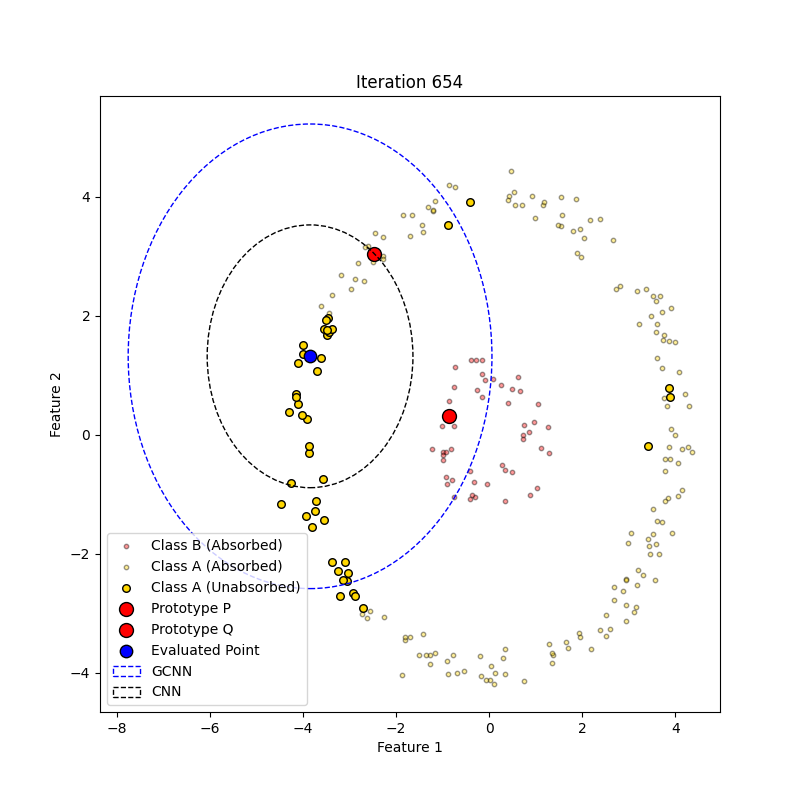 Iteration 654
Feature 2
4
2
0
−2
−4
Class B (Absorbed)
Class A (Absorbed)
Class A (Unabsorbed)
Prototype P
Prototype Q
Evaluated Point
GCNN
CNN
−8 −6 −4 −2 0 2 4
Feature 1